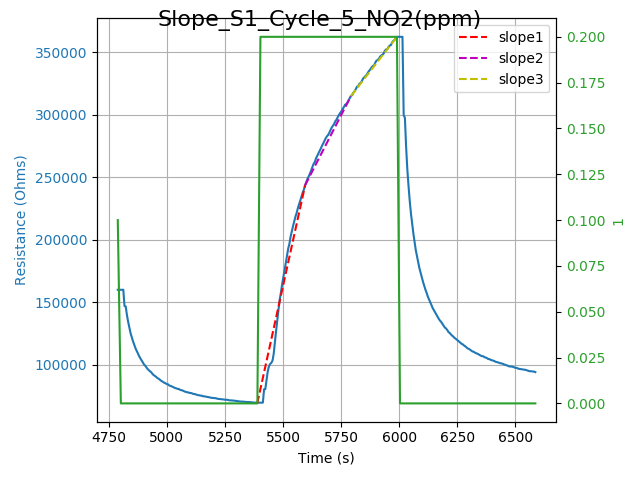 Slope_S1_Cycle_5_NO2(ppm)
slope1
slope2
slope3
Resistance (Ohms)
350000
300000
250000
200000
150000
100000
0.200
0.175
0.150
0.125
0.100
0.075
0.050
0.025
0.000
1
4750 5000 5250 5500 5750 6000 6250 6500
Time (s)